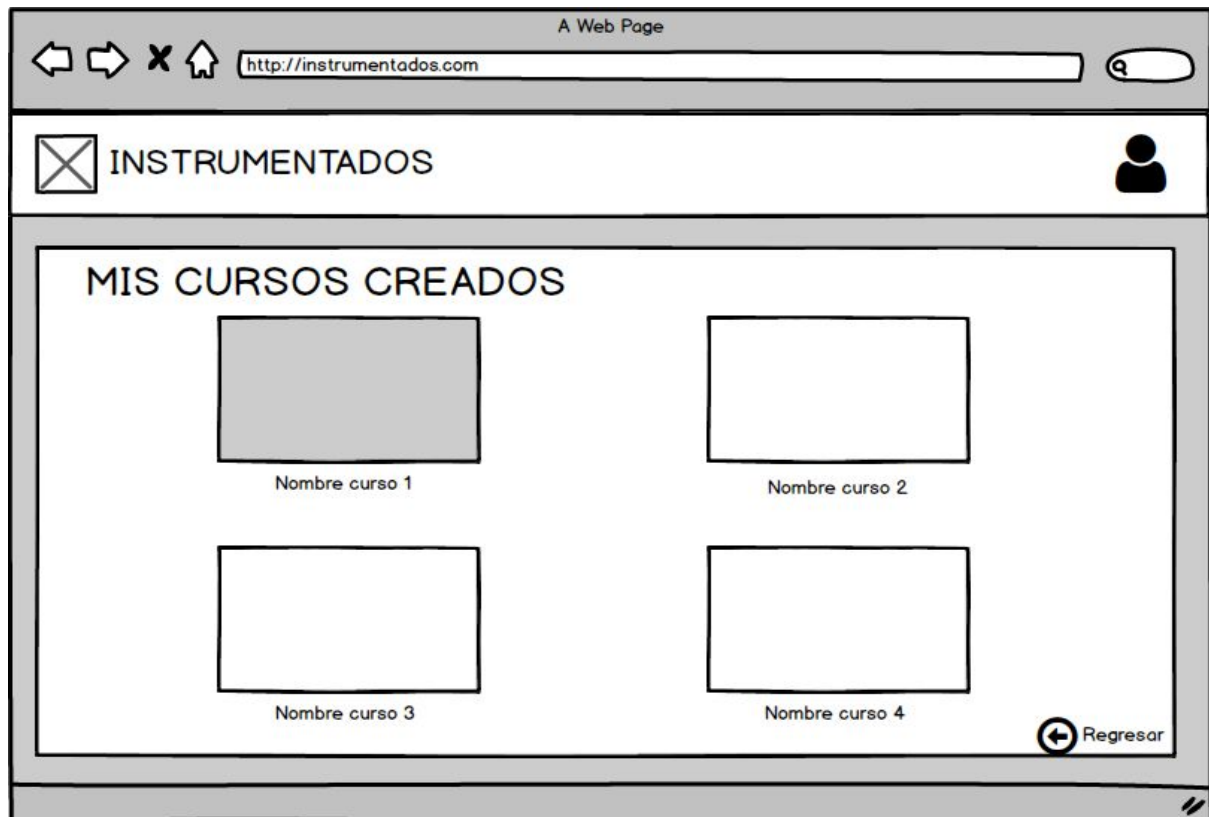 A Web Page
http://instrumentados.com
INSTRUMENTADOS
MIS CURSOS CREADOS
Nombre curso 1
Nombre curso 2
Nombre curso 3
Nombre curso 4
Regresar